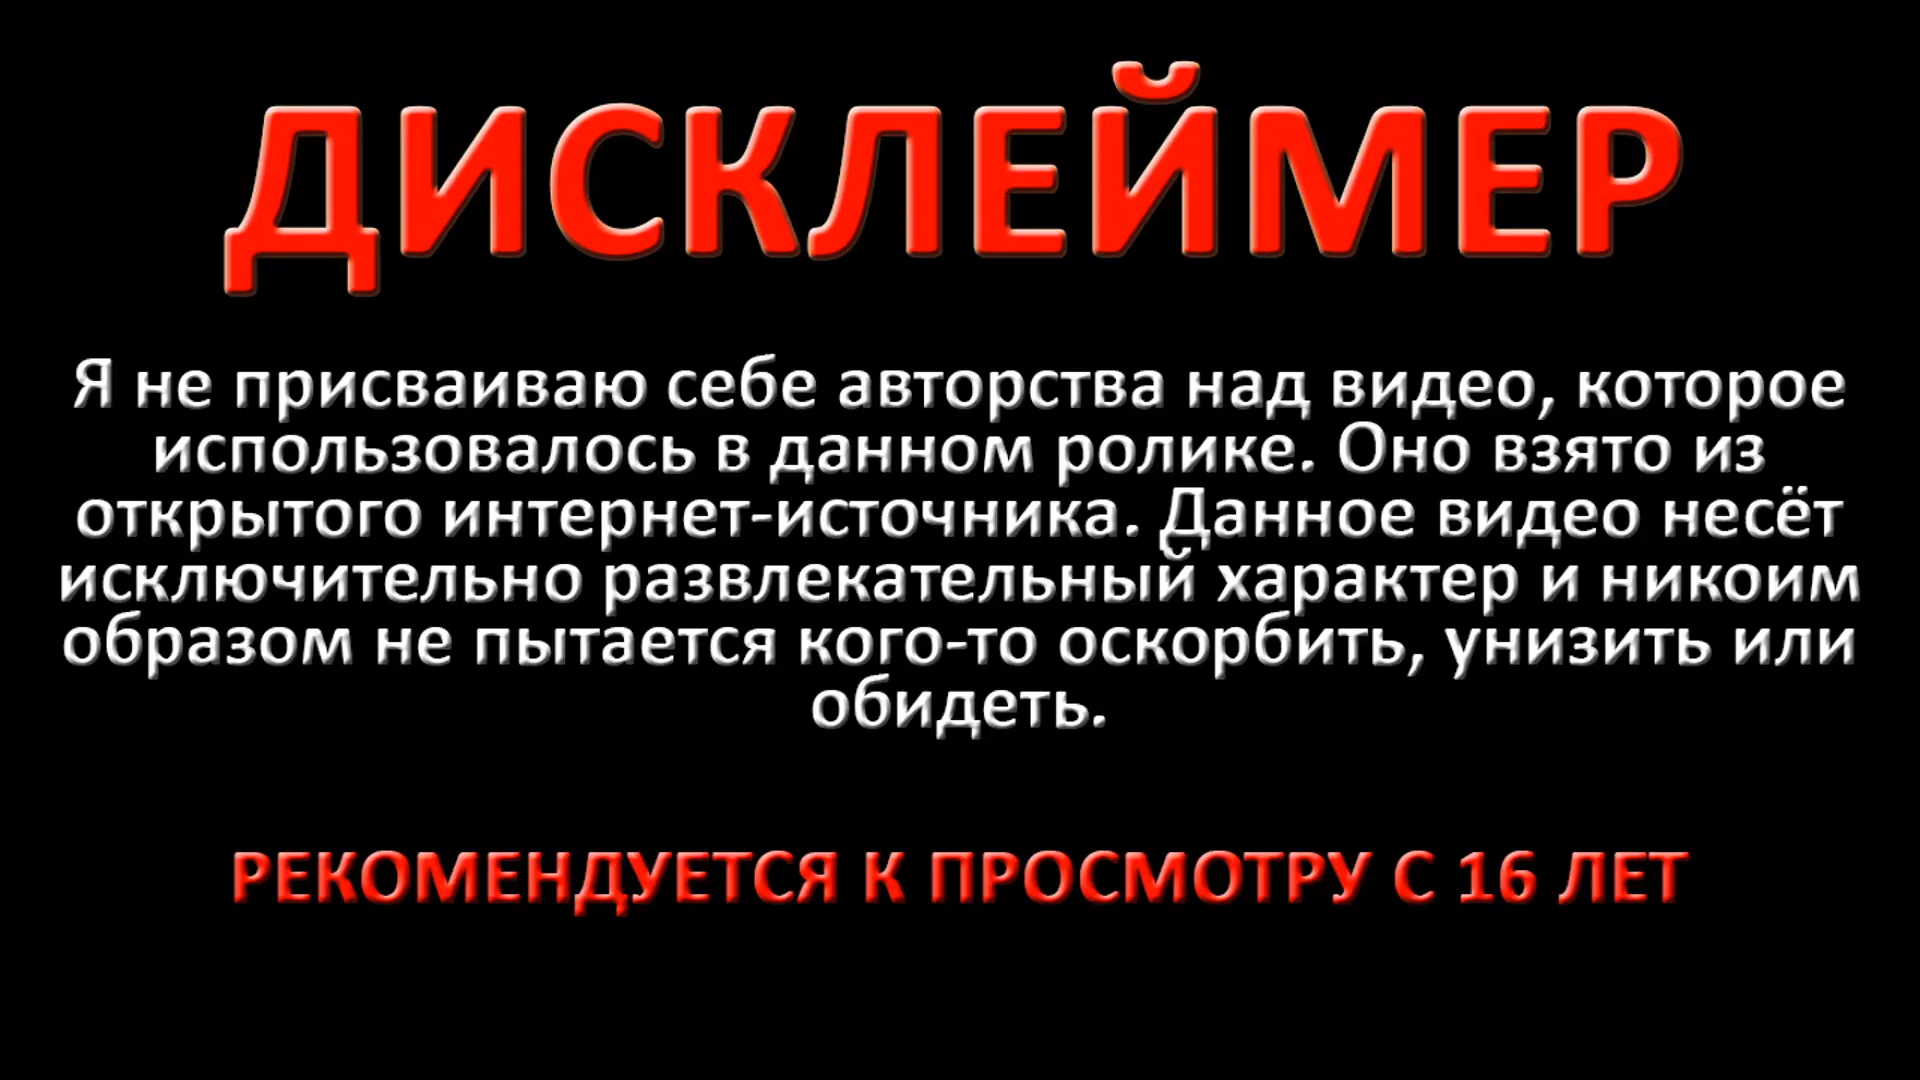 ДИСКЛЕЙМЕР
Я не присваиваю себе авторства над видео, которое
использовалось в данном ролике. Оно взято из
открытого интернет-источника. Данное видео несёт
исключительно развлекательный характер и никоим
образом не пытается кого-то оскорбить, унизить или
обидеть.
РЕКОМЕНДУЕТСЯ К ПРОСМОТРУ С 16 ЛЕТ